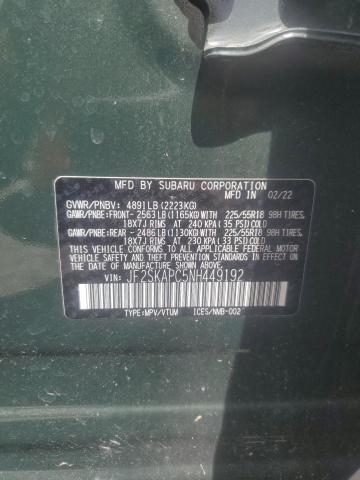 MFD BY SUBARU CORPORATION
GVWR/PNBV: 4891LB(2223KG) MFD IN 02/22
GAWR/PNBE:FRONT- 2563LB(1165KG)WITH 225/55R18 98H TIRES,
18X7J RIMS AT 240 KPA(35 PSI)COLD
GAWR/PNBE:REAR - 2486LB(1130KG)WITH 225/55R18 98H TIRES,
18X7J RIMS AT 230 KPA(33 PSI)COLD
THIS VEHICLE CONFORMS TO ALL APPLICABLE FEDERAL MOTOR
VEHICLE SAFETY, BUMPER, AND THEFT PREVENTION STANDARDS
IN EFFECT ON THE DATE OF MANUFACTURE SHOWN ABOVE.
VIN: JF2SKAPC5NH449192
TYPE:MPV/VTUM ICES/NMB-002